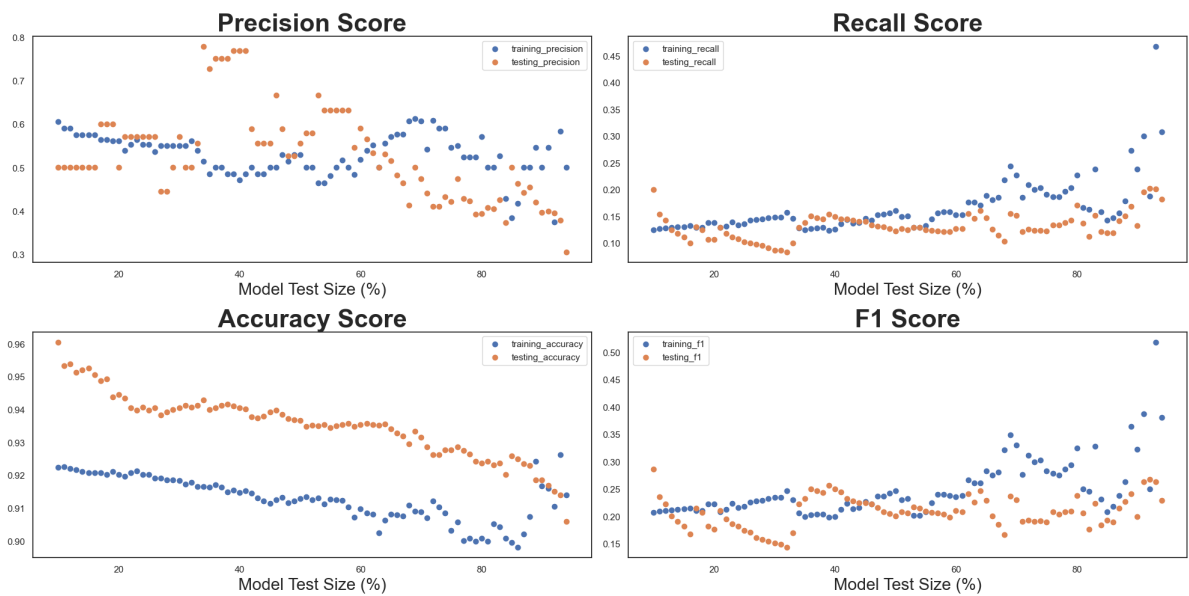 Precision Score
training_precision
testing_precision
0.8
0.7
0.6
0.5
0.4
0.3
20 40 60 80
Model Test Size (%)
Recall Score
training_recall
testing_recall
0.45
0.40
0.35
0.30
0.25
0.20
0.15
0.10
20 40 60 80
Model Test Size (%)
Accuracy Score
training_accuracy
testing_accuracy
0.96
0.95
0.94
0.93
0.92
0.91
0.90
20 40 60 80
Model Test Size (%)
F1 Score
training_f1
testing_f1
0.50
0.45
0.40
0.35
0.30
0.25
0.20
0.15
20 40 60 80
Model Test Size (%)